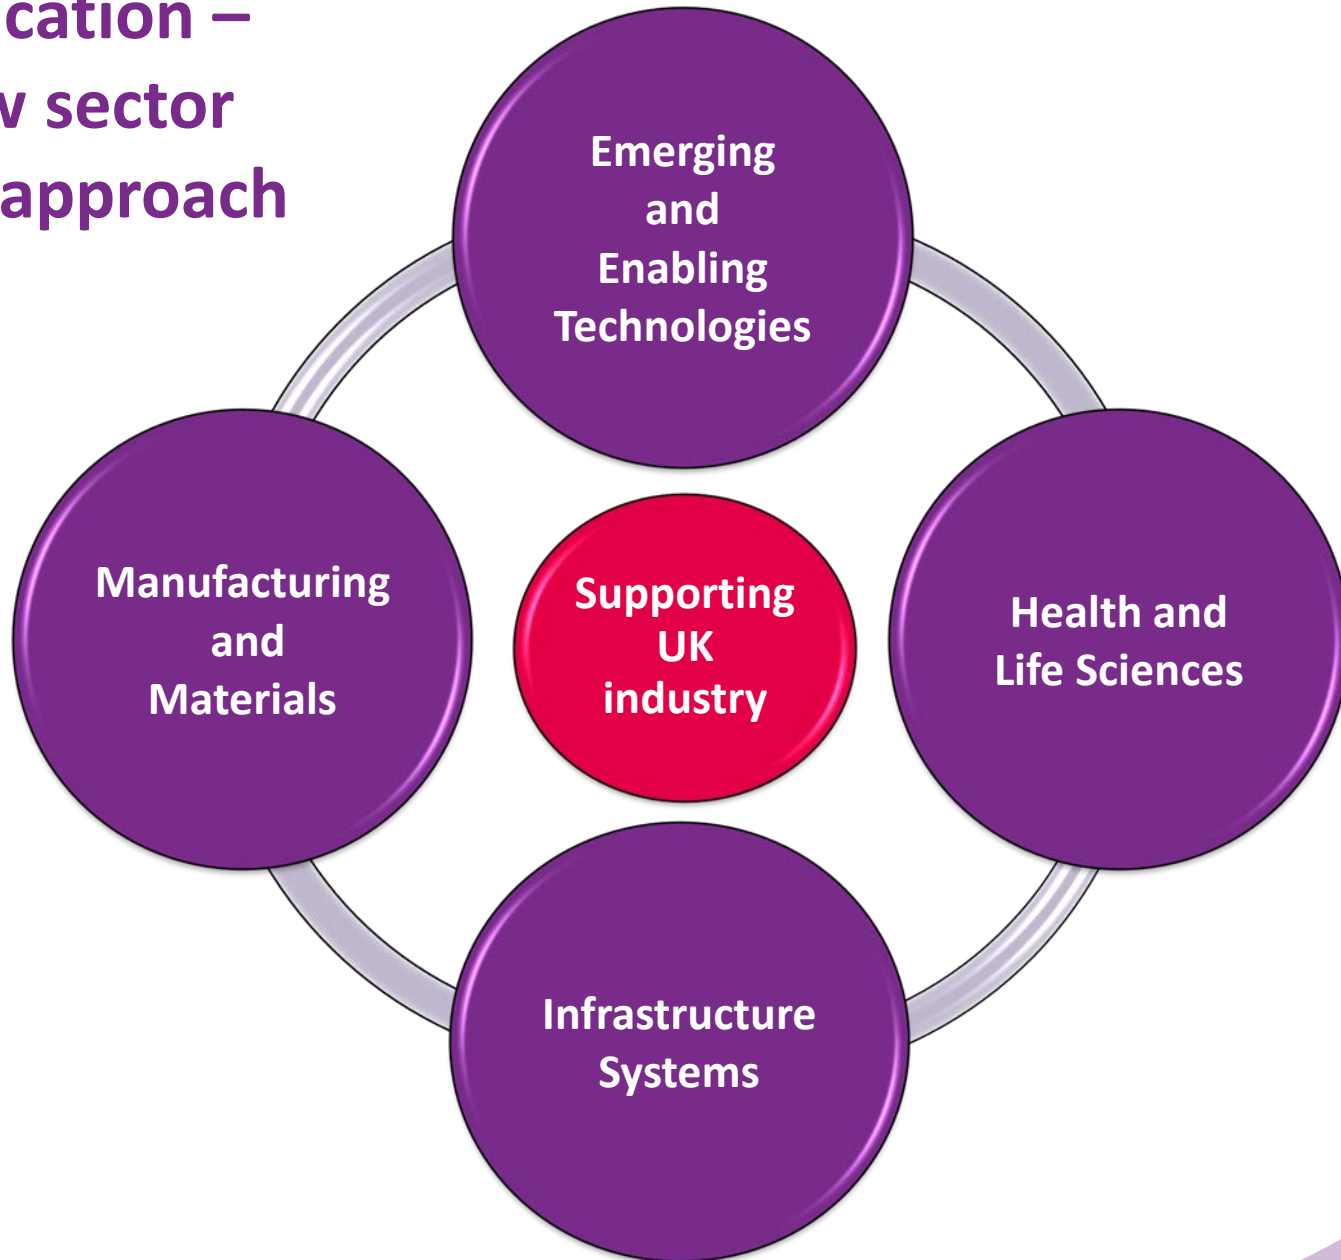 cation –
w sector
approach
Emerging
and
Enabling
Technologies
Manufacturing
and
Materials
Supporting
UK
industry
Health and
Life Sciences
Infrastructure
Systems